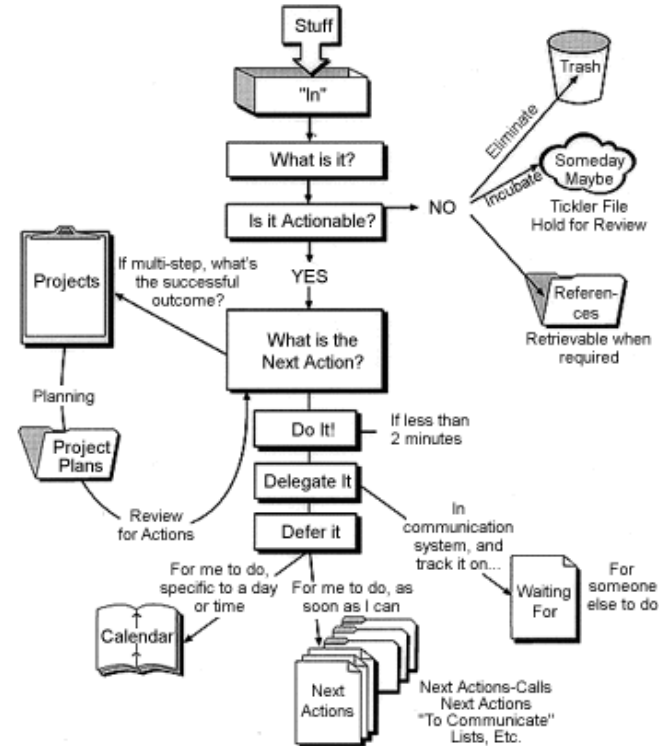 Stuff
"In"
What is it?
Is it Actionable?
NO
Eliminate
Trash
Incubate
Someday
Maybe
Tickler File
Hold for Review
Referen-
ces
Retrievable when
required
YES
What is the
Next Action?
If multi-step, what's
the successful
outcome?
Projects
Planning
Project
Plans
Review
for Actions
Do It!
If less than
2 minutes
Delegate It
In
communication
system, and
track it on...
Waiting
For
For
someone
else to do
Defer it
For me to do,
specific to a day
or time
Calendar
For me to do, as
soon as I can
Next
Actions
Next Actions-Calls
Next Actions
"To Communicate"
Lists, Etc.